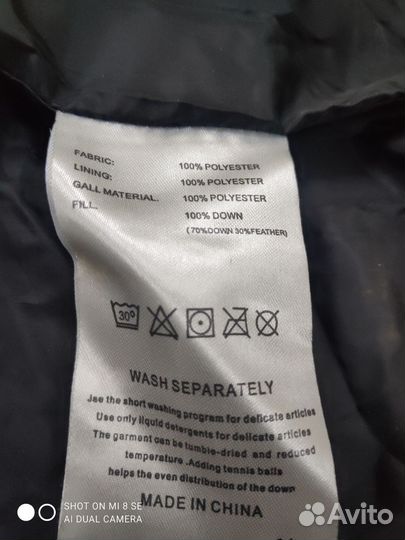 FABRIC: 100% POLYESTER
LINING: 100% POLYESTER
GALL MATERIAL. 100% POLYESTER
FILL. 100% DOWN
(70%DOWN 30%FEATHER)
30°
WASH SEPARATELY
Jae the short washing program for delicate articles
Use only liquid detergents for delicate articles
The garment can be tumble-dried and reduced
temperature. Adding tennis balls
helps the even distribution of the down
MADE IN CHINA
SHOT ON MI 8 SE
AI DUAL CAMERA
Avito